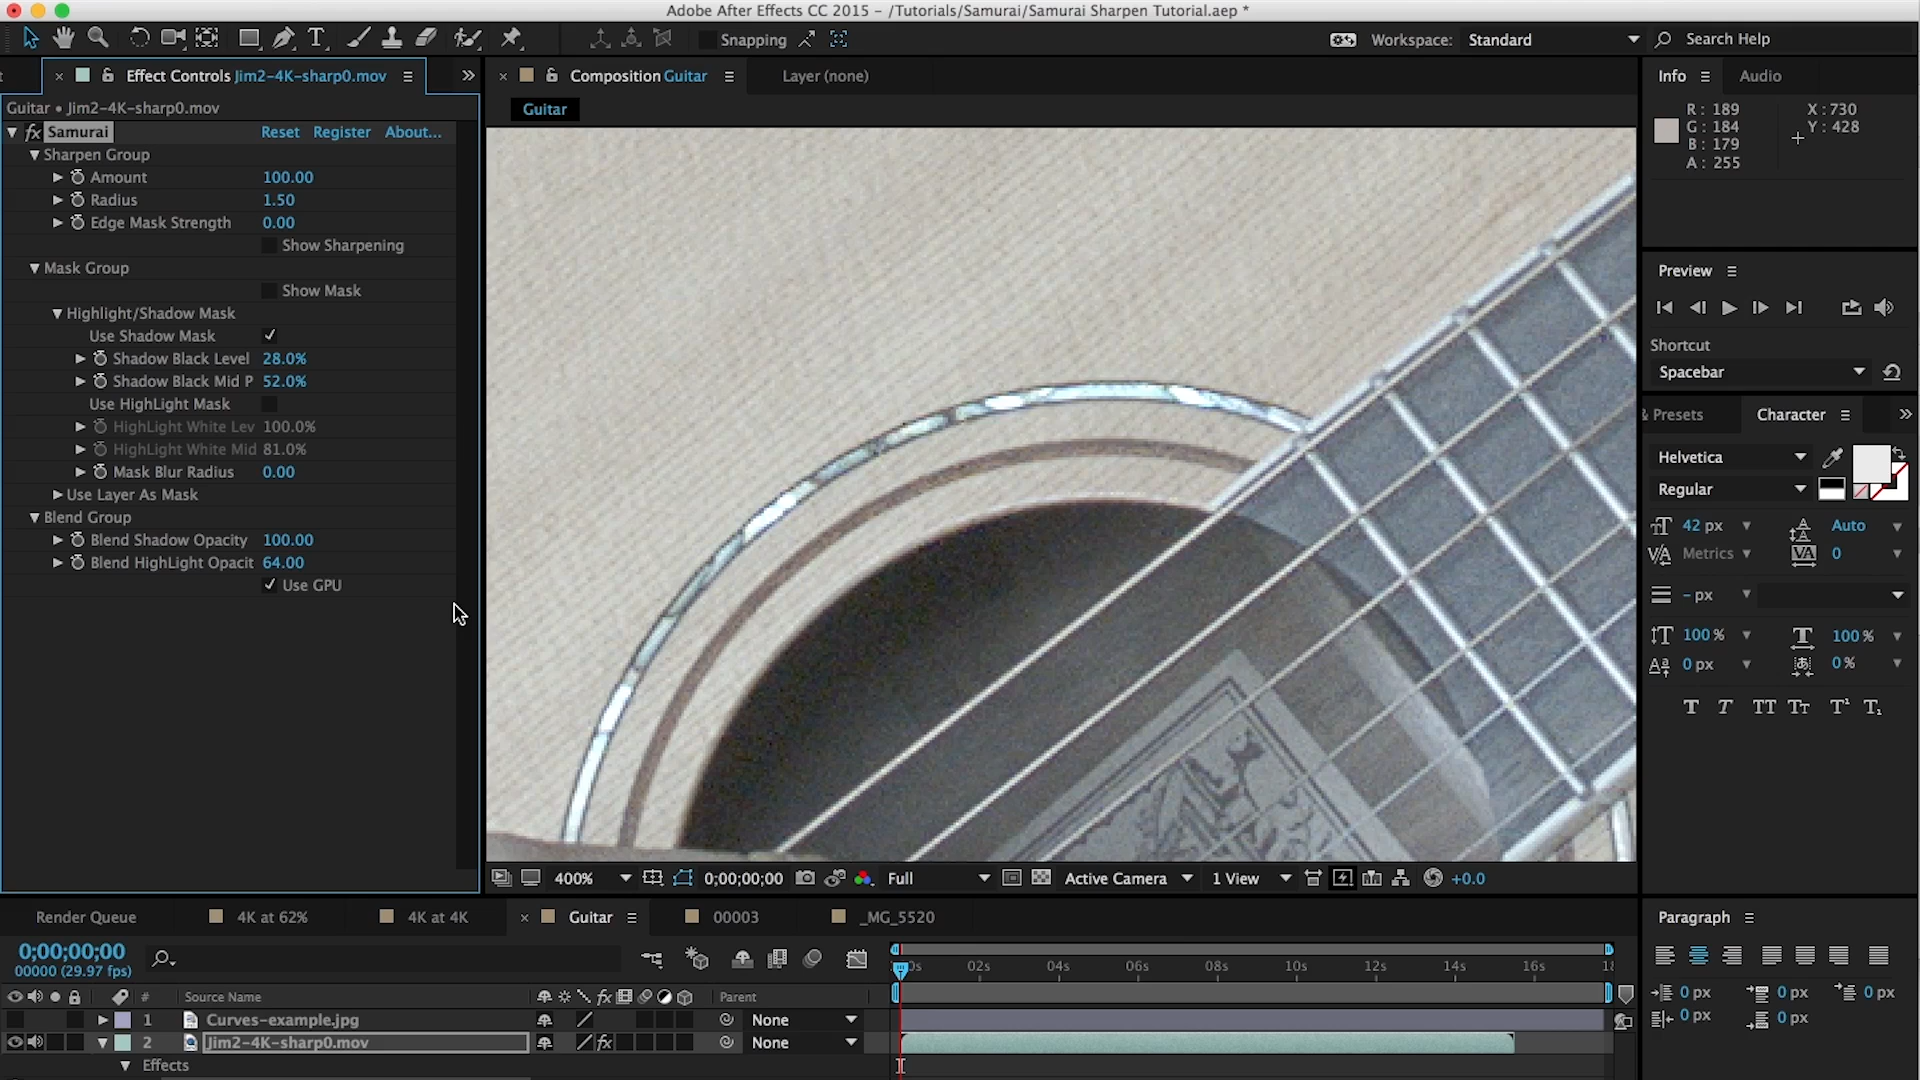 Adobe After Effects CC 2015 – /Tutorials/Samurai/Samurai Sharpen Tutorial.aep *
Snapping
Workspace: Standard
Search Help
Effect Controls Jim2-4K-sharp0.mov
Composition Guitar
Layer (none)
Info
Audio
Guitar • Jim2-4K-sharp0.mov
Guitar
R: 189
G: 184
B: 179
A: 255
X: 730
Y: 428
fx Samurai Reset Register About...
Sharpen Group
Amount 100.00
Radius 1.50
Edge Mask Strength 0.00
Show Sharpening
Mask Group
Show Mask
Highlight/Shadow Mask
Use Shadow Mask
Shadow Black Level 28.0%
Shadow Black Mid P 52.0%
Use HighLight Mask
HighLight White Lev 100.0%
HighLight White Mid 81.0%
Mask Blur Radius 0.00
Use Layer As Mask
Blend Group
Blend Shadow Opacity 100.00
Blend HighLight Opacit 64.00
Use GPU
Preview
Shortcut
Spacebar
& Presets
Character
Helvetica
Regular
42 px
Auto
Metrics
0
- px
100 %
100 %
0 px
0 %
T T TT Tt T¹ T₁
400%
0;00;00;00
Full
Active Camera
1 View
+0.0
Render Queue
4K at 62%
4K at 4K
Guitar
00003
_MG_5520
Paragraph
0;00;00;00
00000 (29.97 fps)
02s 04s 06s 08s 10s 12s 14s 16s
# Source Name
fx
Parent
1 Curves-example.jpg None
2 Jim2-4K-sharp0.mov fx None
Effects
0 px 0 px 0 px
0 px 0 px